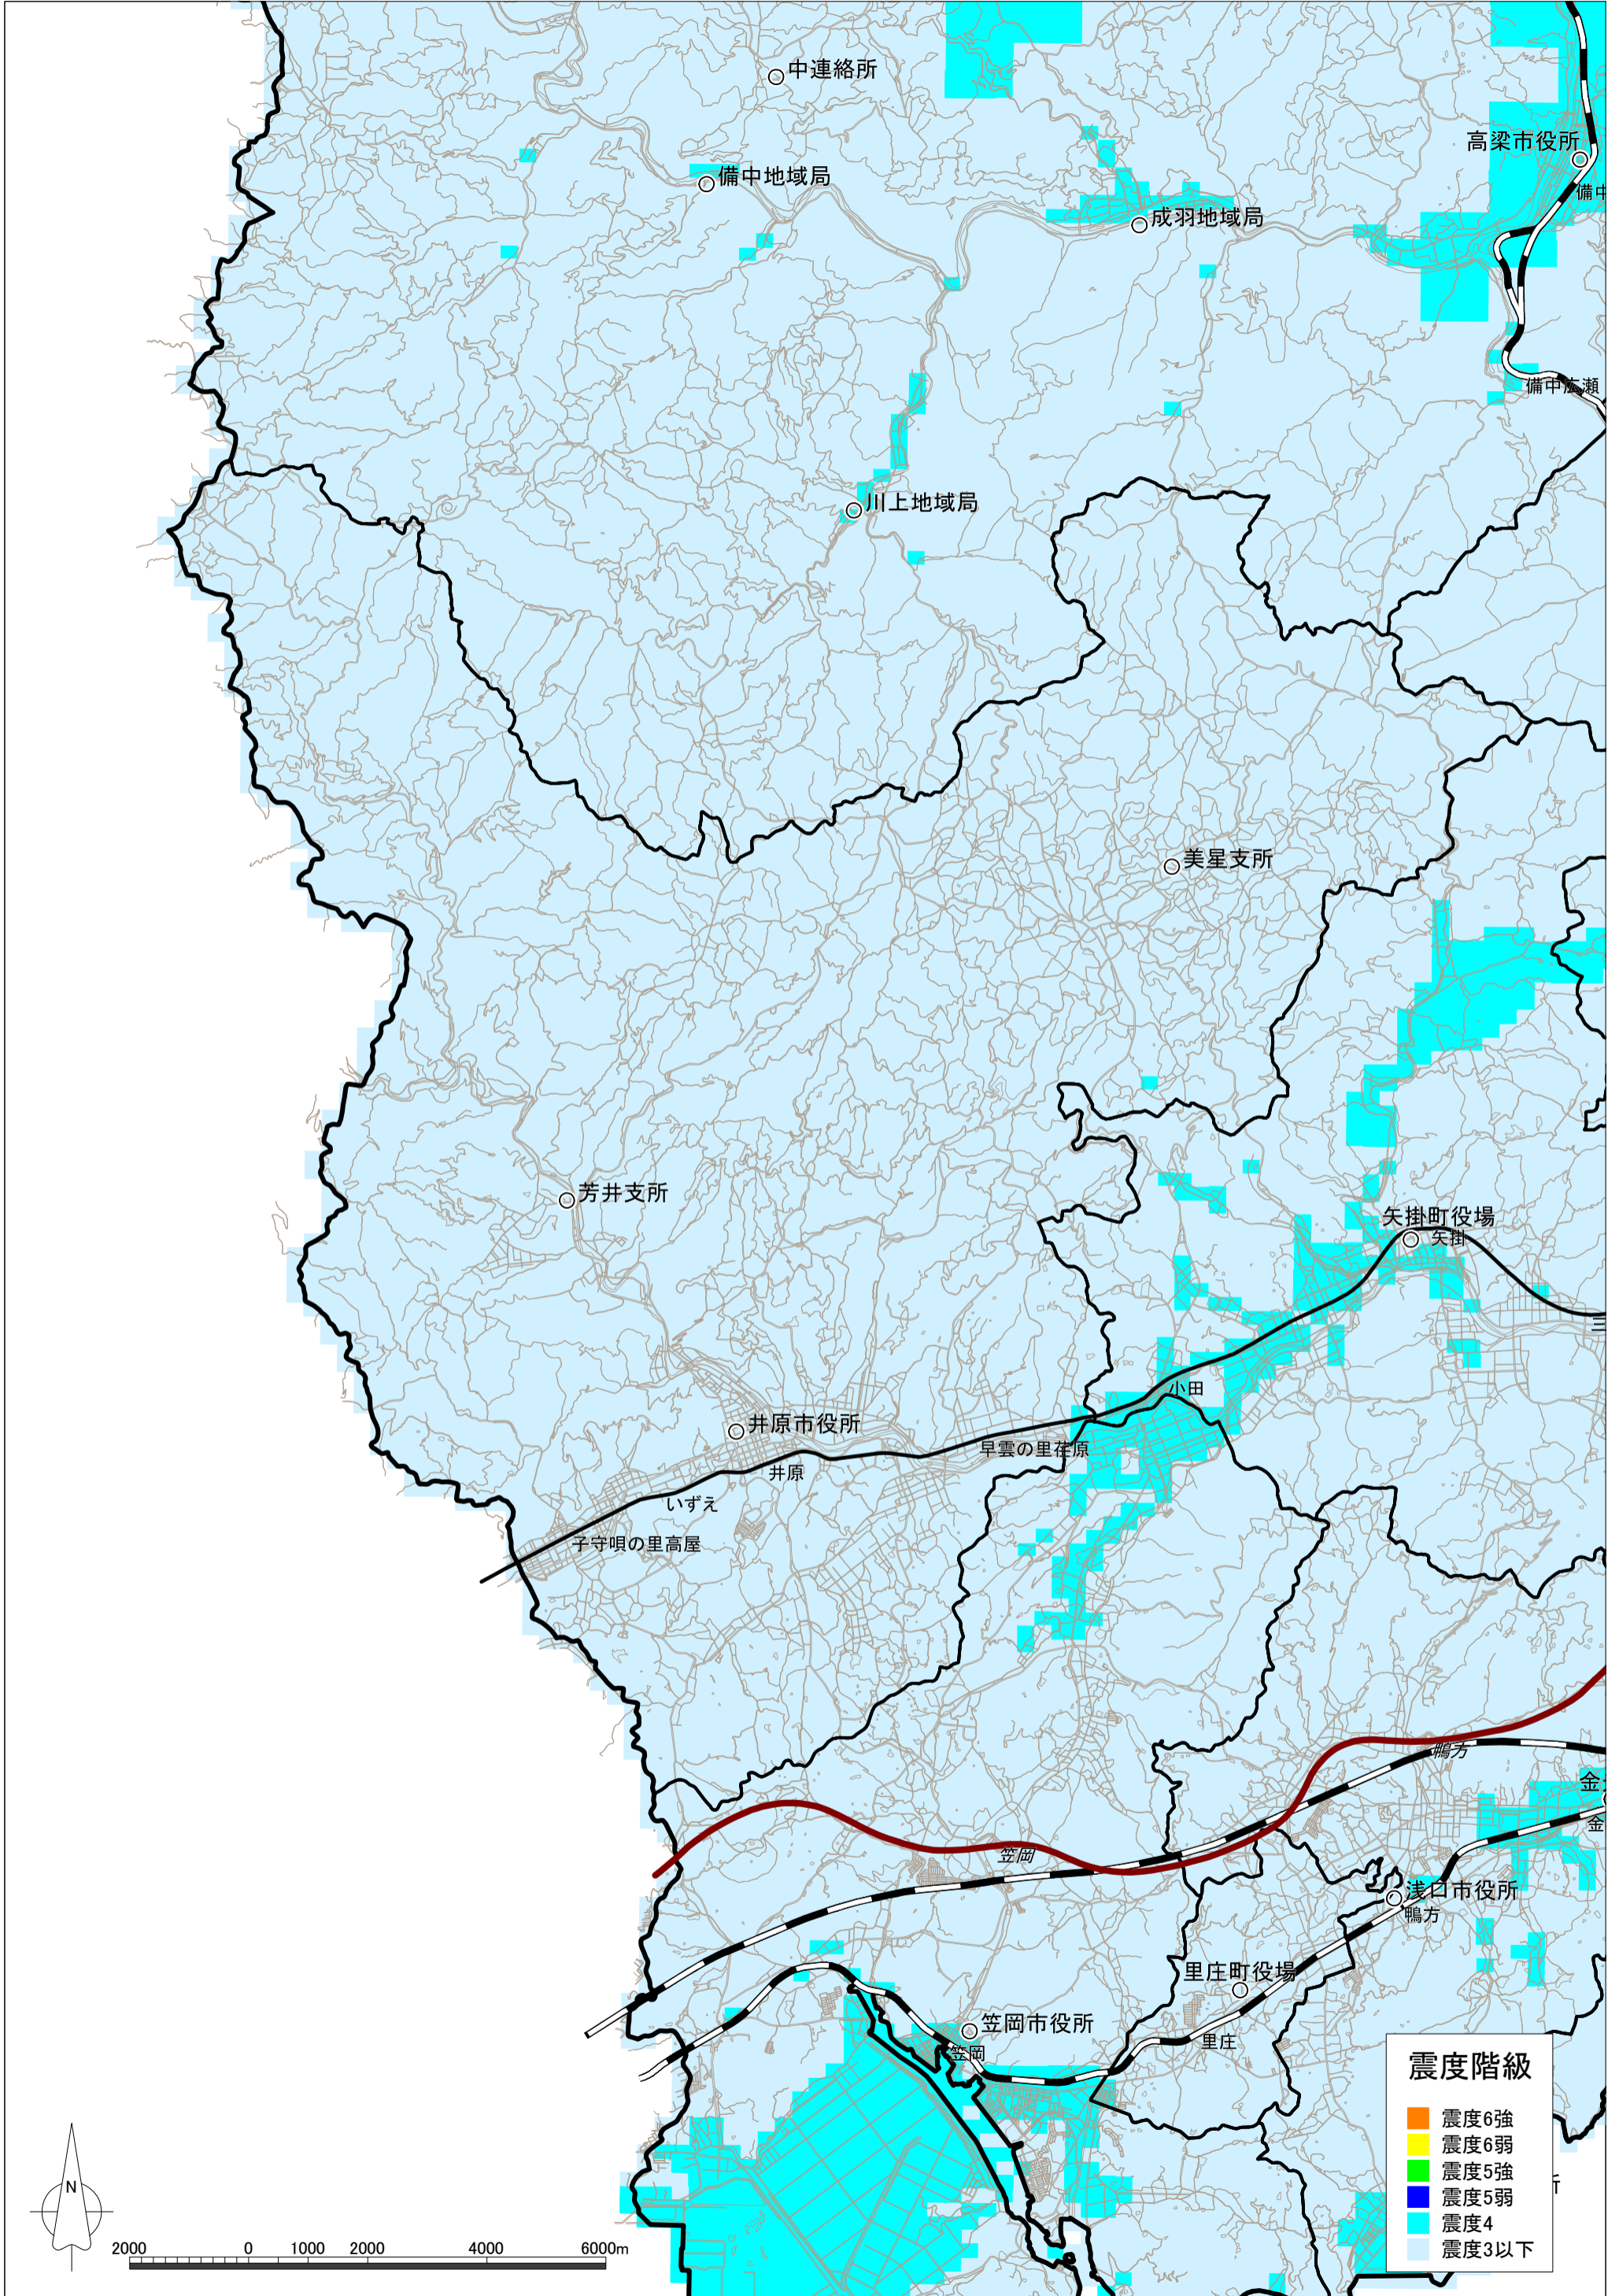 中連絡所
高梁市役所
備中地域局
備中
成羽地域局
備中広瀬
川上地域局
美星支所
芳井支所
矢掛町役場
矢掛
三
小田
井原市役所
早雲の里荏原
井原
いずえ
子守唄の里高屋
鴨方
金
金
笠岡
浅口市役所
鴨方
里庄町役場
笠岡市役所
里庄
笠岡
震度階級
震度6強
震度6弱
震度5強
所
震度5弱
震度4
震度3以下
N
2000 0 1000 2000 4000 6000m